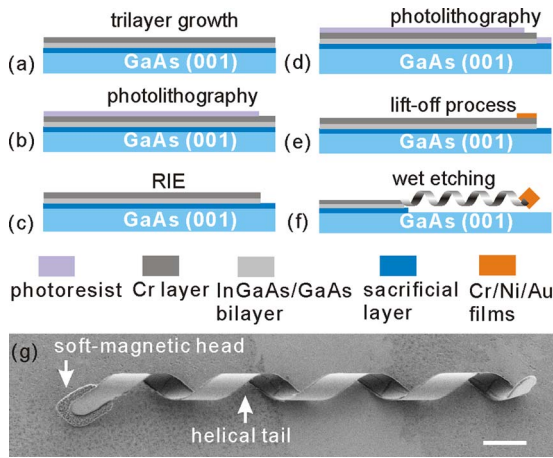 trilayer growth
(a)
GaAs (001)
photolithography
(b)
GaAs (001)
RIE
(c)
GaAs (001)
photolithography
(d)
GaAs (001)
lift-off process
(e)
GaAs (001)
wet etching
(f)
GaAs (001)
photoresist
Cr layer
InGaAs/GaAs
bilayer
sacrificial
layer
Cr/Ni/Au
films
(g)
soft-magnetic head
helical tail